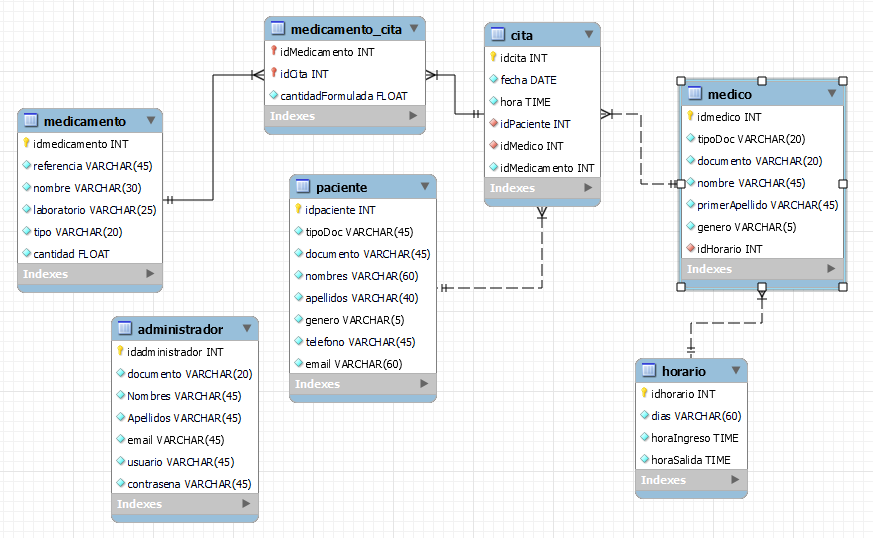 medicamento_cita
idMedicamento INT
idCita INT
cantidadFormulada FLOAT
Indexes
cita
idcita INT
fecha DATE
hora TIME
idPaciente INT
idMedico INT
idMedicamento INT
Indexes
medico
idmedico INT
tipoDoc VARCHAR(20)
documento VARCHAR(20)
nombre VARCHAR(45)
primerApellido VARCHAR(45)
genero VARCHAR(5)
idHorario INT
Indexes
medicamento
idmedicamento INT
referencia VARCHAR(45)
nombre VARCHAR(30)
laboratorio VARCHAR(25)
tipo VARCHAR(20)
cantidad FLOAT
Indexes
paciente
idpaciente INT
tipoDoc VARCHAR(45)
documento VARCHAR(45)
nombres VARCHAR(60)
apellidos VARCHAR(40)
genero VARCHAR(5)
telefono VARCHAR(45)
email VARCHAR(60)
Indexes
administrador
idadministrador INT
documento VARCHAR(20)
Nombres VARCHAR(45)
Apellidos VARCHAR(45)
email VARCHAR(45)
usuario VARCHAR(45)
contrasena VARCHAR(45)
Indexes
horario
idhorario INT
dias VARCHAR(60)
horaIngreso TIME
horaSalida TIME
Indexes